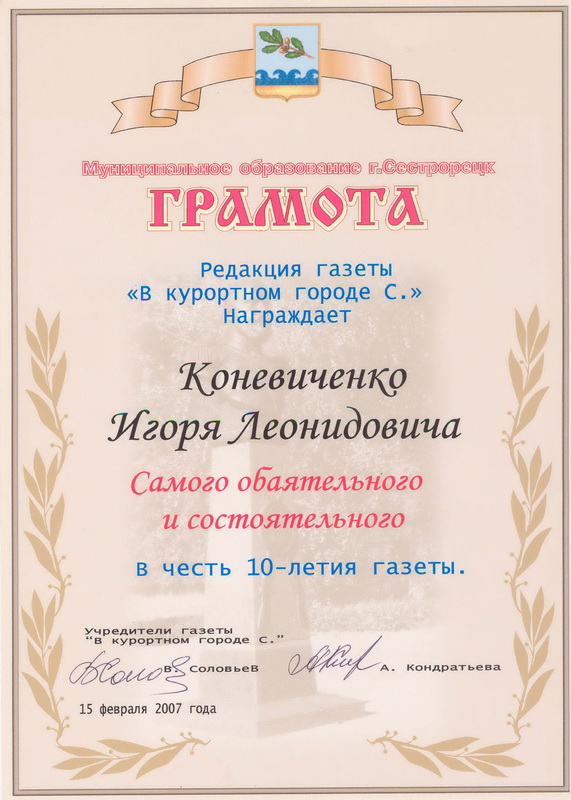 Муниципальное образование г.Сестрорецк
ГРАМОТА
Редакция газеты
«В курортном городе С.»
Награждает
Коневиченко
Игоря Леонидовича
Самого обаятельного
и состоятельного
в честь 10-летия газеты.
Учредители газеты
"В курортном городе С."
В. Соловьев
А. Кондратьева
15 февраля 2007 года